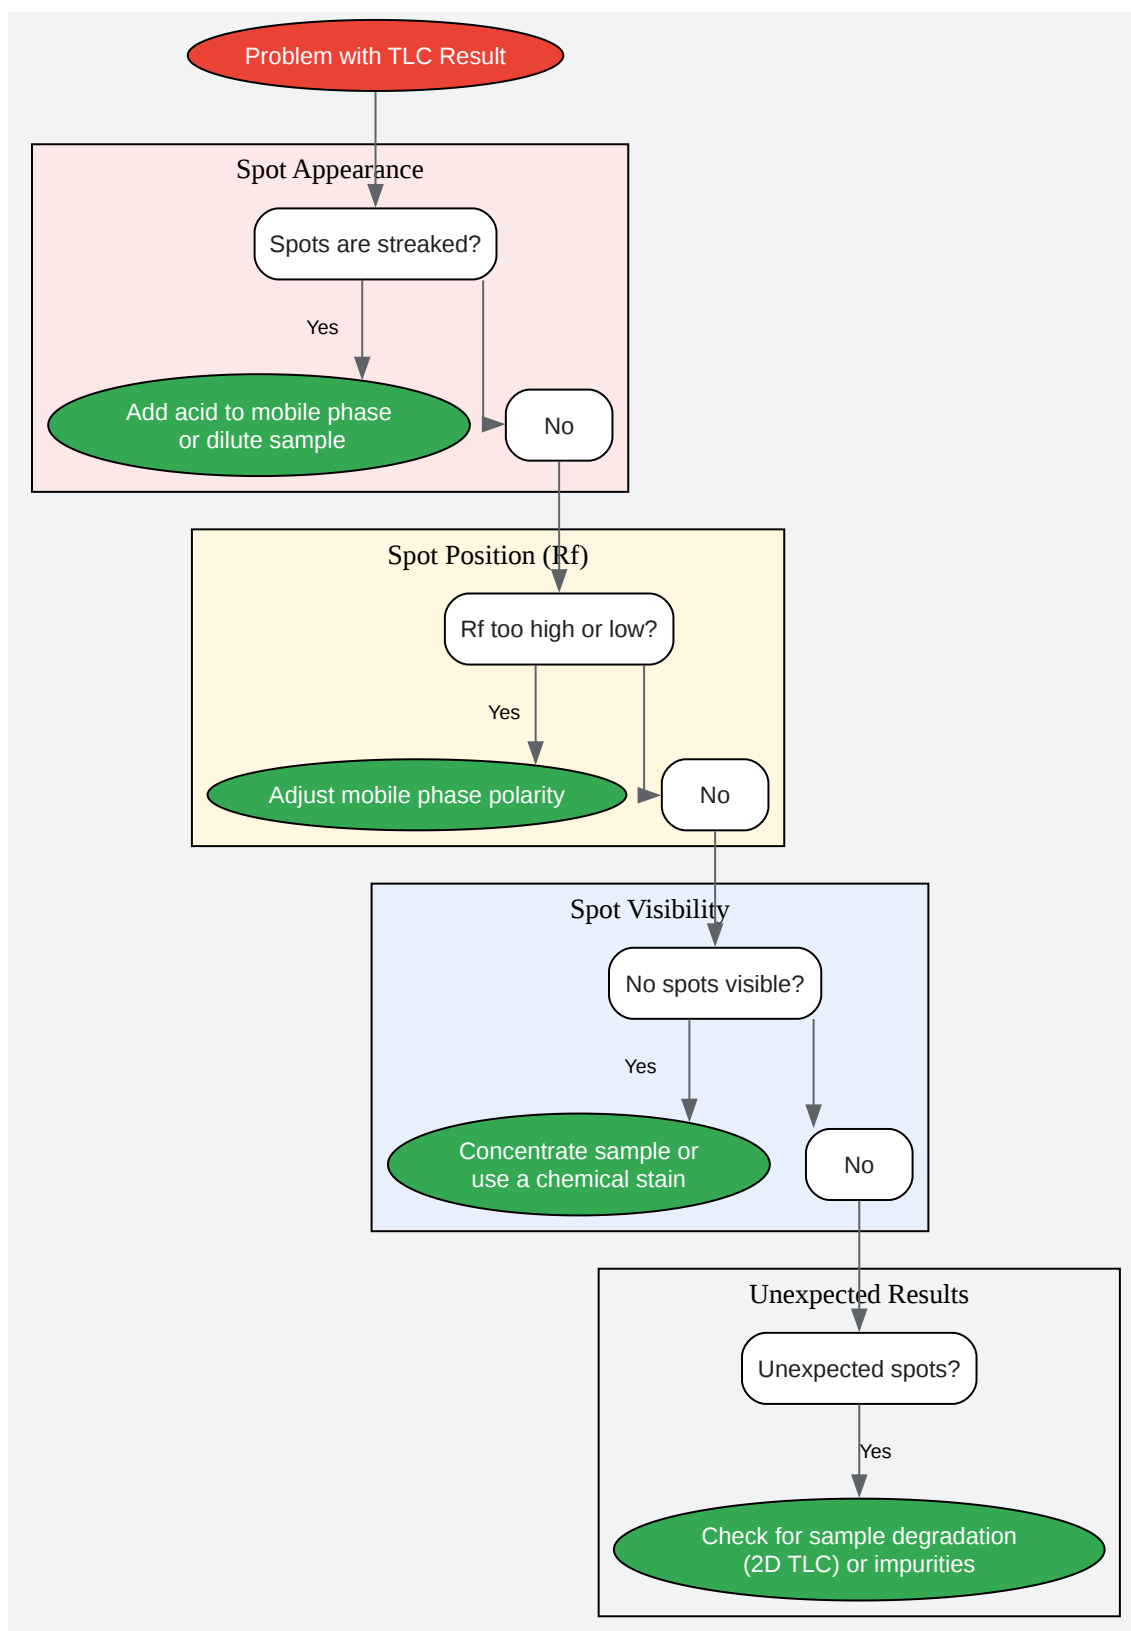 Problem with TLC Result
Spot Appearance
Spots are streaked?
Yes
Add acid to mobile phase
or dilute sample
No
Spot Position (Rf)
Rf too high or low?
Yes
Adjust mobile phase polarity
No
Spot Visibility
No spots visible?
Yes
Concentrate sample or
use a chemical stain
No
Unexpected Results
Unexpected spots?
Yes
Check for sample degradation
(2D TLC) or impurities